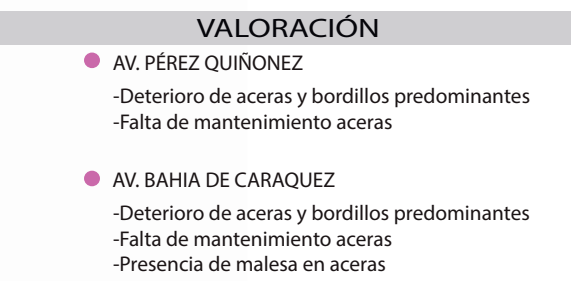 VALORACIÓN
AV. PÉREZ QUIÑONEZ
-Deterioro de aceras y bordillos predominantes
-Falta de mantenimiento aceras
AV. BAHIA DE CARAQUEZ
-Deterioro de aceras y bordillos predominantes
-Falta de mantenimiento aceras
-Presencia de malesa en aceras